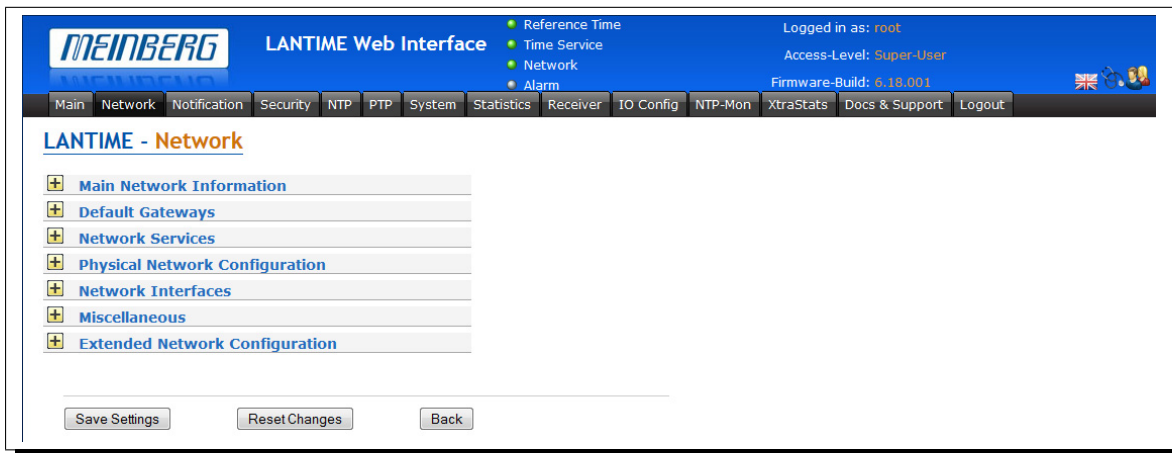 MEINBERG
LANTIME Web Interface
Reference Time
Time Service
Network
Alarm
Logged in as: root
Access-Level: Super-User
Firmware-Build: 6.18.001
Main Network Notification Security NTP PTP System Statistics Receiver IO Config NTP-Mon XtraStats Docs & Support Logout
LANTIME - Network
Main Network Information
Default Gateways
Network Services
Physical Network Configuration
Network Interfaces
Miscellaneous
Extended Network Configuration
Save Settings Reset Changes Back